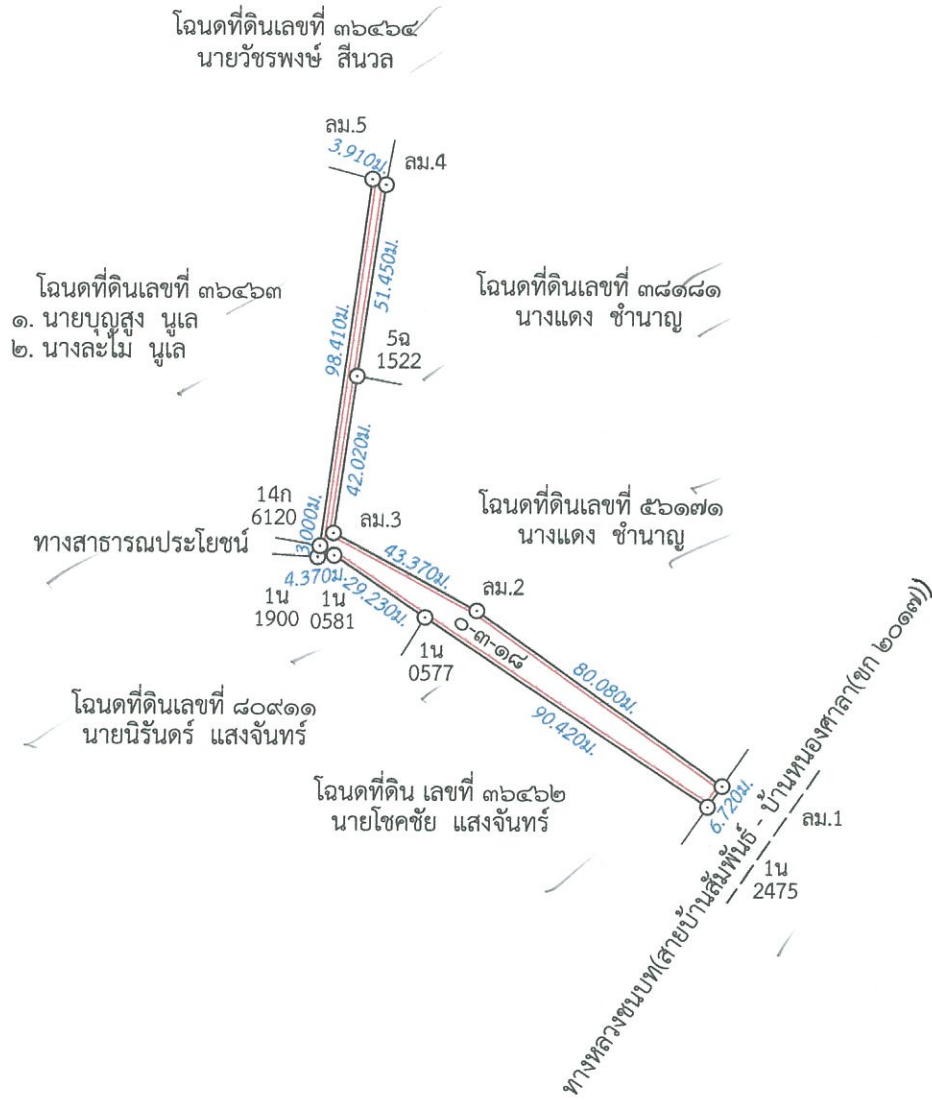 โฉนดที่ดินเลขที่ ๓๖๔๖๔
นายวัชรพงษ์ สีนวล
ลม.5
3.910ม.
ลม.4
51.450ม.
98.410ม.
โฉนดที่ดินเลขที่ ๓๖๔๖๓
๑. นายบุญสูง นูเล
๒. นางละไม นูเล
โฉนดที่ดินเลขที่ ๓๘๑๘๑
นางแดง ชำนาญ
5ฉ
1522
42.020ม.
14ก
6120
3.000ม.
ลม.3
โฉนดที่ดินเลขที่ ๕๖๑๗๑
นางแดง ชำนาญ
ทางสาธารณประโยชน์
43.370ม.
4.370ม.
29.230ม.
ลม.2
1น
1900
1น
0581
๐-๓-๑๘
1น
0577
80.080ม.
90.420ม.
โฉนดที่ดินเลขที่ ๘๐๙๑๑
นายนิรันดร์ แสงจันทร์
โฉนดที่ดิน เลขที่ ๓๖๔๖๒
นายโชคชัย แสงจันทร์
6.720ม.
ลม.1
1น
2475
ทางหลวงชนบท(สายบ้านสัมพันธ์ - บ้านหนองศาลา(ขก ๒๐๑๗))